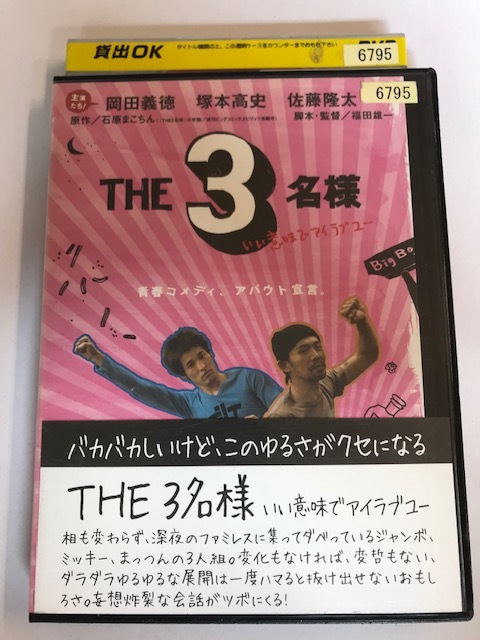 貸出OK
タイトル確認の上、この透明ケースをカウンターまでおもち下さい
DVD
6795
6795
主演たち!
岡田義徳 塚本高史 佐藤隆太
原作/石原まこちん
脚本・監督/福田雄一
THE 3 名様
いい意味でアイラブユー
Big Bo
青春コメディ、アバウト宣言。
バカバカしいけど、このゆるさがクセになる
THE 3名様 いい意味でアイラブユー
相も変わらず、深夜のファミレスに集ってダベっているジャンボ、
ミッキー、まっつんの3人組。変化もなければ、変哲もない、
ダラダラゆるゆるな展開は一度ハマると抜け出せないおもし
ろさ。妄想炸裂な会話がツボにくる!